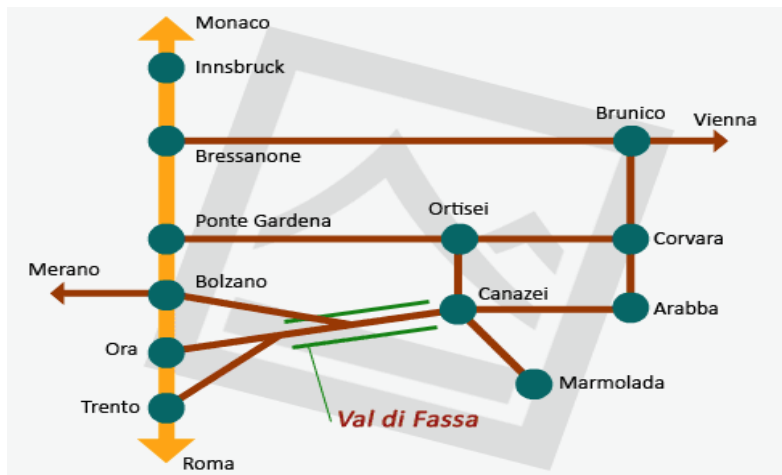 Monaco
Innsbruck
Brunico
Vienna
Bressanone
Ortisei
Ponte Gardena
Corvara
Merano
Bolzano
Canazei
Arabba
Ora
Marmolada
Trento
Val di Fassa
Roma